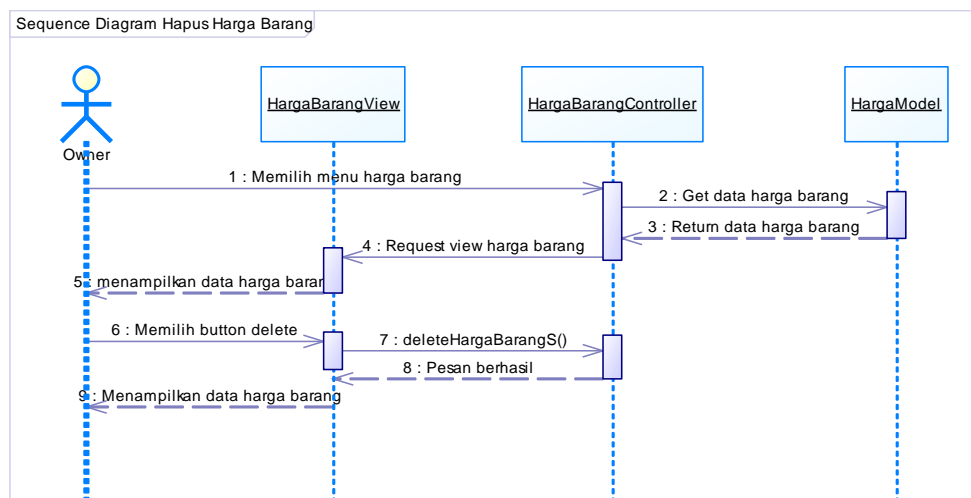 Sequence Diagram Hapus Harga Barang
HargaBarangView
HargaBarangController
HargaModel
Owner
1 : Memilih menu harga barang
2 : Get data harga barang
3 : Return data harga barang
4 : Request view harga barang
5 : menampilkan data harga barang
6 : Memilih button delete
7 : deleteHargaBarangS()
8 : Pesan berhasil
9 : Menampilkan data harga barang